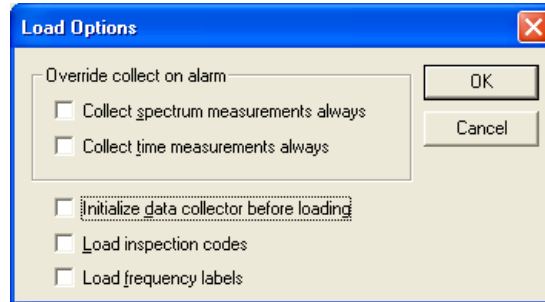 Load Options
Override collect on alarm
OK
Collect spectrum measurements always
Collect time measurements always
Cancel
Initialize data collector before loading
Load inspection codes
Load frequency labels